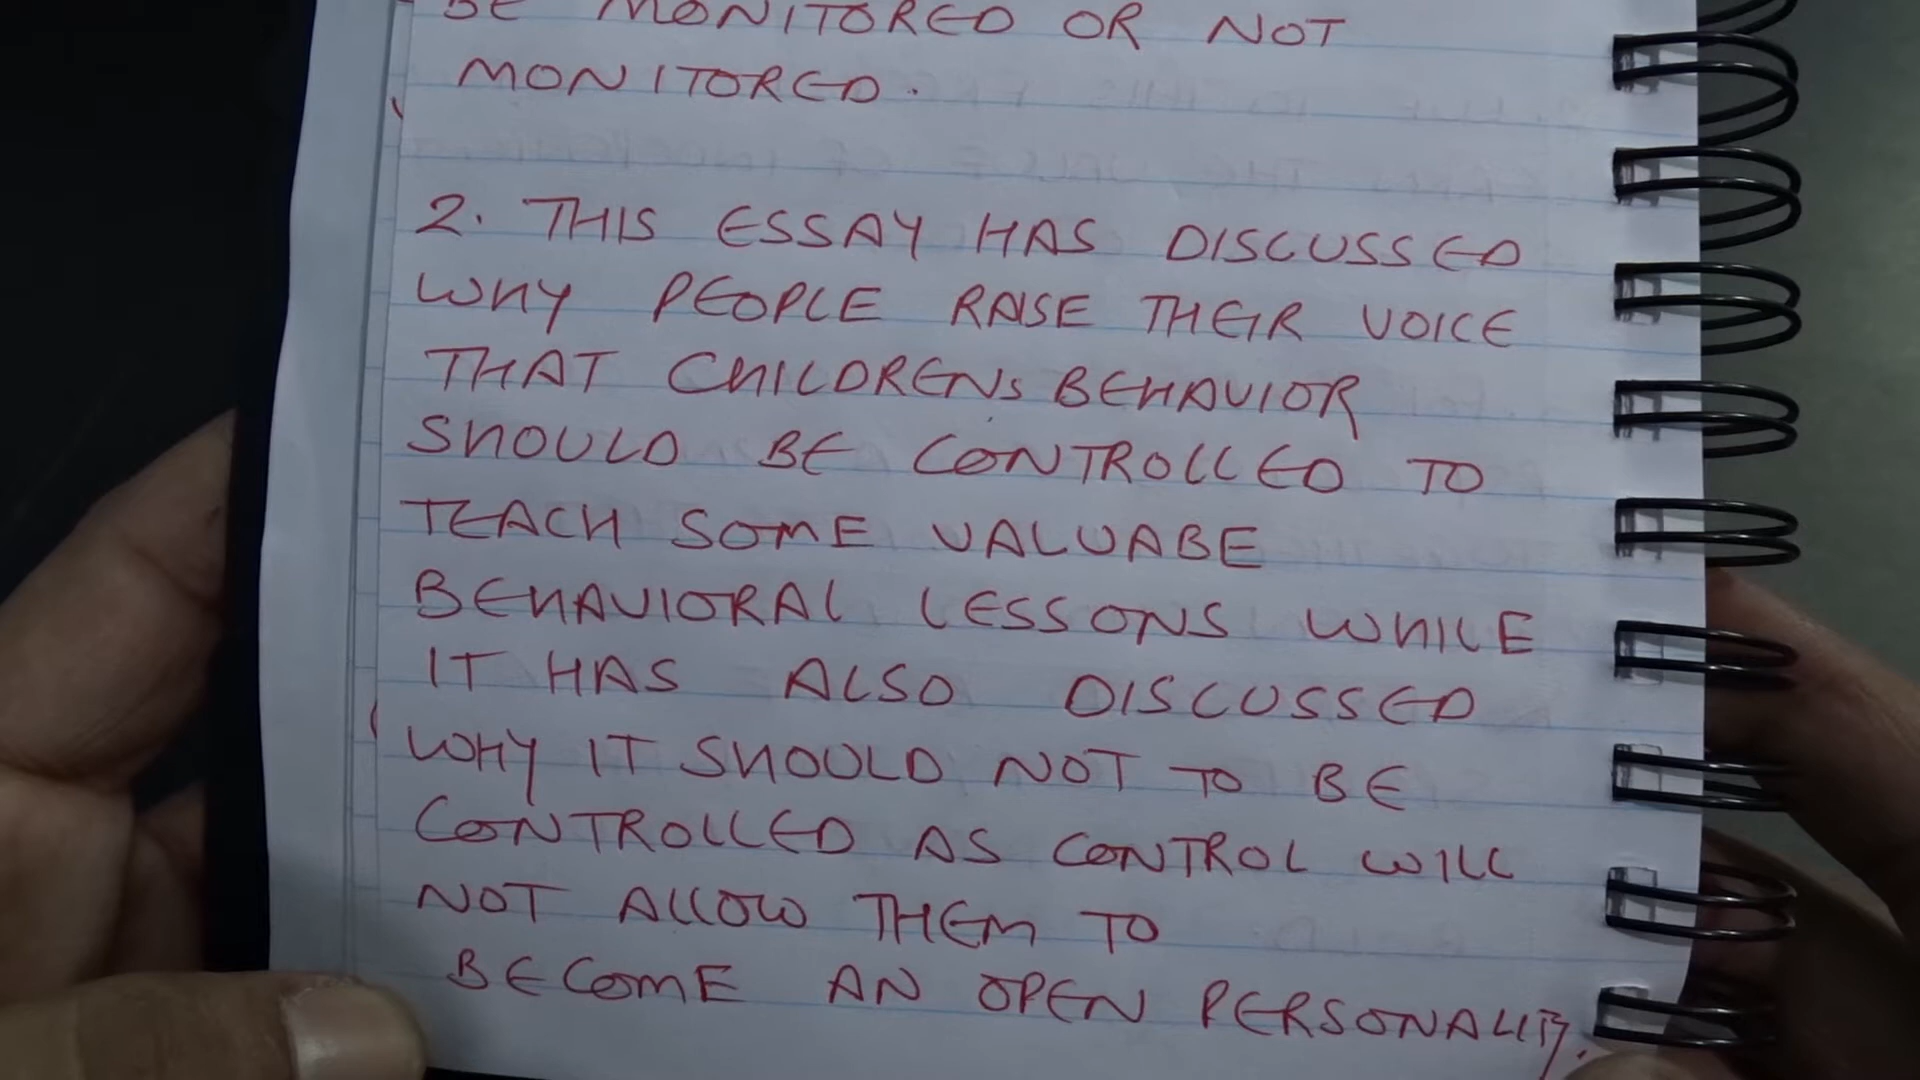 BE MONITORED OR NOT
MONITORED.
2. THIS ESSAY HAS DISCUSSED
WHY PEOPLE RAISE THEIR VOICE
THAT CHILDRENS BEHAVIOR
SHOULD BE CONTROLLED TO
TEACH SOME VALUABE
BEHAVIORAL LESSONS WHILE
IT HAS ALSO DISCUSSED
WHY IT SHOULD NOT TO BE
CONTROLLED AS CONTROL WILL
NOT ALLOW THEM TO
BECOME AN OPEN PERSONALITY.